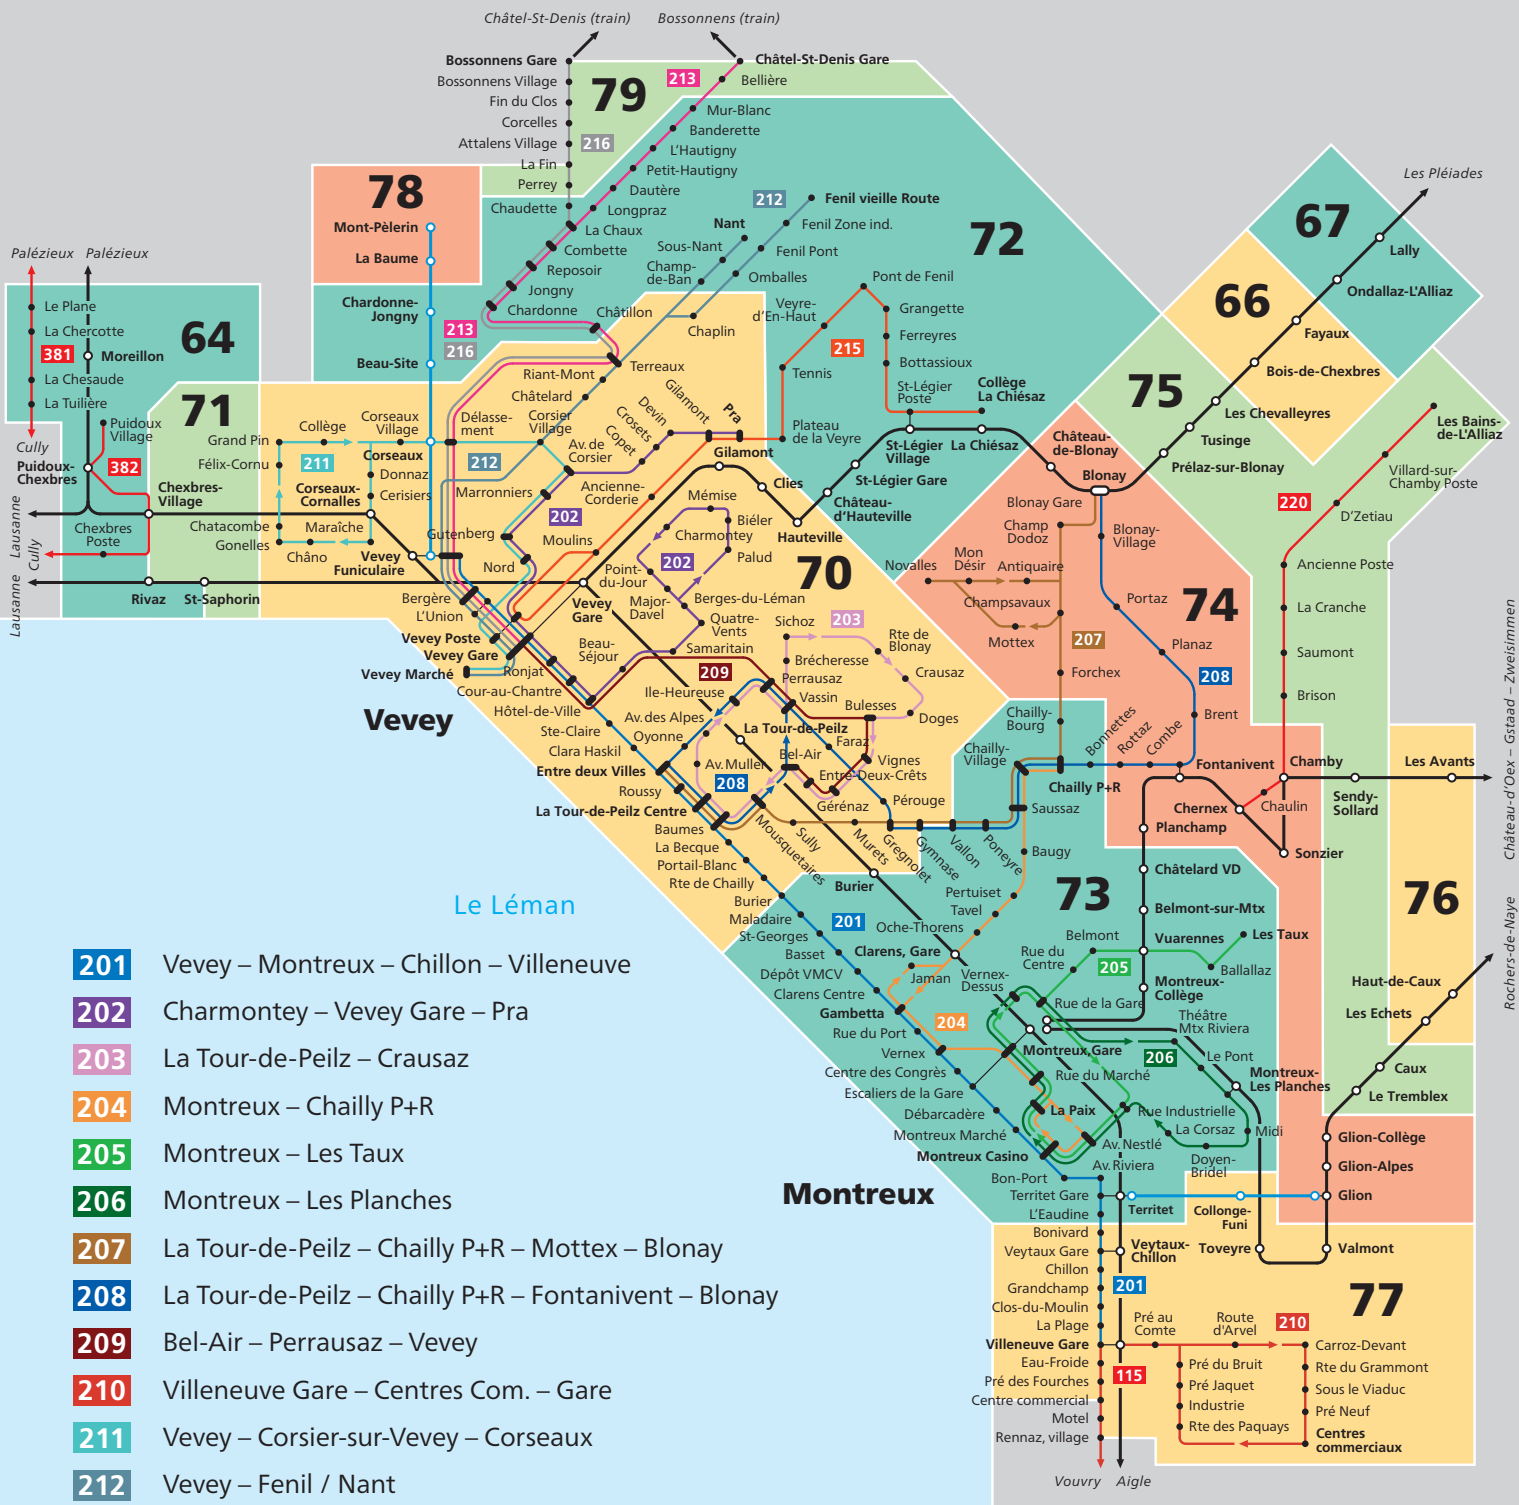 Châtel-St-Denis (train)
Bossonnens (train)
Bossonnens Gare
Châtel-St-Denis Gare
Bossonnens Village
79
213
Bellière
Fin du Clos
Mur-Blanc
Corcelles
Banderette
Attalens Village
216
L'Hautigny
La Fin
Petit-Hautigny
Perrey
Dautère
Chaudette
Longpraz
La Chaux
Combette
Reposoir
Jongny
Chardonne
Châtillon
78
Mont-Pèlerin
La Baume
Chardonne-
Jongny
213
216
Beau-Site
212
Fenil vieille Route
Nant
Fenil Zone ind.
Sous-Nant
Fenil Pont
Champ-
de-Ban
Omballes
Chaplin
72
Pont de Fenil
Veyre-
d'En-Haut
Grangette
215
Ferreyres
Bottassioux
Tennis
St-Légier
Poste
Collège
La Chiésaz
Plateau
de la Veyre
St-Légier
Village
La Chiésaz
St-Légier Gare
Château-
d'Hauteville
Hauteville
Clies
Gilamont
Les Pléiades
67
Lally
Ondallaz-L'Alliaz
66
Fayaux
Bois-de-Chexbres
75
Les Chevalleyres
Tusinge
Prélaz-sur-Blonay
Château-
de-Blonay
Blonay
Les Bains-
de-L'Alliaz
Villard-sur-
Chamby Poste
220
D'Zetiau
Ancienne Poste
La Cranche
Saumont
Brison
Palézieux
Palézieux
Le Plane
La Chercotte
64
381
Moreillon
La Chesaude
La Tuilière
Cully
Puidoux
Village
Puidoux-
Chexbres
382
71
Chexbres-
Village
Lausanne
Cully
Chexbres
Poste
Lausanne
Rivaz
St-Saphorin
Grand Pin
Collège
Corseaux
Village
Félix-Cornu
211
Corseaux
Donnaz
Corseaux-
Cornalles
Cerisiers
Chatacombe
Maraîche
Gonelles
Châno
Vevey
Funiculaire
Riant-Mont
Terreaux
Châtelard
Délasse-
ment
Corsier
Village
212
Av. de
Corsier
Copet
Crosets
Devin
Gilamont
Pra
Marronniers
Ancienne-
Corderie
202
Gutenberg
Moulins
Nord
Mémise
Biéler
Charmontey
Palud
202
Point-
du-Jour
70
Bergère
L'Union
Vevey
Gare
Major-
Davel
Berges-du-Léman
Quatre-
Vents
Vevey Poste
Vevey Gare
Vevey Marché
Ronjat
Beau-
Séjour
Samaritain
Cour-au-Chantre
Hôtel-de-Ville
Ste-Claire
Clara Haskil
Vevey
209
Ile-Heureuse
Av. des Alpes
Oyonne
Sichoz
203
Brécheresse
Rte de
Blonay
Perrausaz
Crausaz
Vassin
Bulesses
Doges
La Tour-de-Peilz
Faraz
Bel-Air
Vignes
Entre-Deux-Crêts
Av. Muller
Gérénaz
208
Entre deux Villes
Roussy
La Tour-de-Peilz Centre
Baumes
La Becque
Portail-Blanc
Rte de Chailly
Burier
Maladaire
St-Georges
Basset
Dépôt VMCV
Clarens Centre
Gambetta
Rue du Port
Vernex
Centre des Congrès
Escaliers de la Gare
Débarcadère
Montreux Marché
Montreux Casino
Bon-Port
Territet Gare
L'Eaudine
Bonivard
Veytaux Gare
Chillon
Grandchamp
Clos-du-Moulin
La Plage
Villeneuve Gare
Eau-Froide
Pré des Fourches
Centre commercial
Motel
Rennaz, village
Vouvry
Aigle
Mousquetaires
Sully
Murets
Gregnolet
Gymnase
Vallon
Poneyre
Pérouge
Burier
201
Blonay Gare
Champ
Dodoz
Blonay-
Village
Novalles
Mon
Désir
Antiquaire
Champsavaux
Mottex
207
Portaz
74
Planaz
Forchex
208
Brent
Chailly-
Bourg
Chailly-
Village
Bonnettes
Rottaz
Combe
Chailly P+R
Fontanivent
Chamby
Les Avants
Sendy-
Sollard
Chaulin
Chernex
Planchamp
Sonzier
Saussaz
Baugy
Pertuiset
Tavel
Oche-Thorens
Clarens, Gare
Jaman
73
Châtelard VD
Belmont-sur-Mtx
Belmont
Vuarennes
Les Taux
Rue du
Centre
205
Ballallaz
Vernex-
Dessus
Montreux-
Collège
Rue de la Gare
Théâtre
Mtx Riviera
204
Montreux, Gare
206
Le Pont
Rue du Marché
Montreux-
Les Planches
La Paix
Rue Industrielle
La Corsaz
Midi
Av. Nestlé
Doyen-
Bridel
Av. Riviera
Montreux
Territet
Collonge-
Funi
Glion
Toveyre
Valmont
Glion-Alpes
Glion-Collège
Le Tremblex
Caux
Les Echets
Haut-de-Caux
76
Château-d'Oex – Gstaad – Zweisimmen
Rochers-de-Naye
Veytaux-
Chillon
201
77
Pré au
Comte
Route
d'Arvel
210
Carroz-Devant
115
Pré du Bruit
Rte du Grammont
Pré Jaquet
Sous le Viaduc
Industrie
Pré Neuf
Rte des Paquays
Centres
commerciaux
Le Léman
201 Vevey – Montreux – Chillon – Villeneuve
202 Charmontey – Vevey Gare – Pra
203 La Tour-de-Peilz – Crausaz
204 Montreux – Chailly P+R
205 Montreux – Les Taux
206 Montreux – Les Planches
207 La Tour-de-Peilz – Chailly P+R – Mottex – Blonay
208 La Tour-de-Peilz – Chailly P+R – Fontanivent – Blonay
209 Bel-Air – Perrausaz – Vevey
210 Villeneuve Gare – Centres Com. – Gare
211 Vevey – Corsier-sur-Vevey – Corseaux
212 Vevey – Fenil / Nant